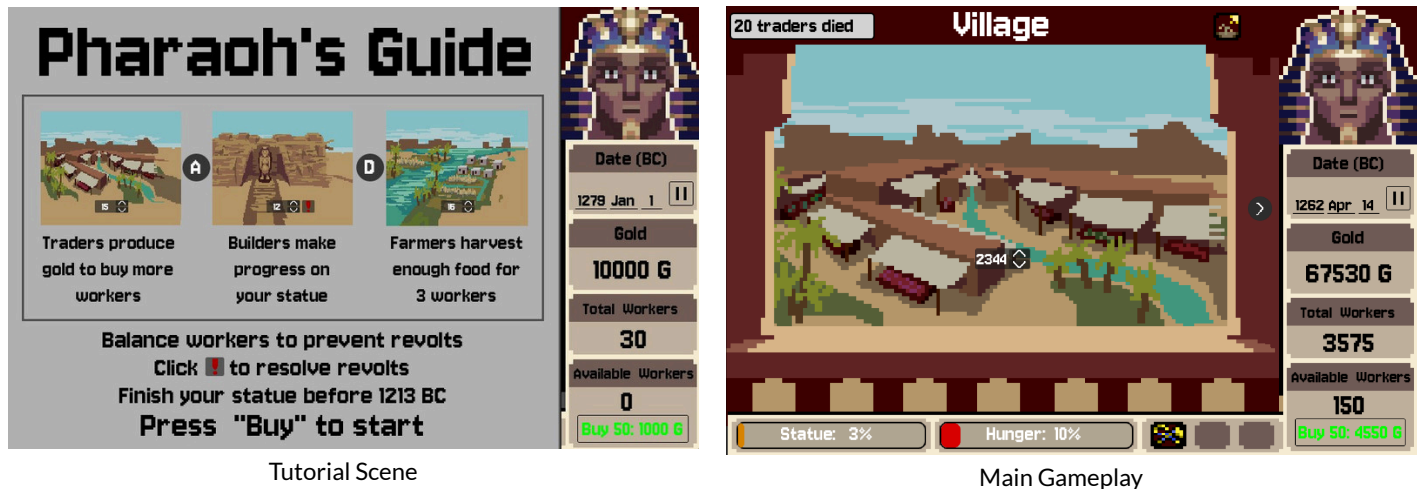 Pharaoh's Guide
A
D
15
12
!
16
Traders produce
gold to buy more
workers
Builders make
progress on
your statue
Farmers harvest
enough food for
3 workers
Balance workers to prevent revolts
Click ! to resolve revolts
Finish your statue before 1213 BC
Press "Buy" to start
Date (BC)
1279 Jan 1
Gold
10000 G
Total Workers
30
Available Workers
0
Buy 50: 1000 G
Tutorial Scene
20 traders died
Village
2344
Statue: 3%
Hunger: 10%
Date (BC)
1262 Apr 14
Gold
67530 G
Total Workers
3575
Available Workers
150
Buy 50: 4550 G
Main Gameplay